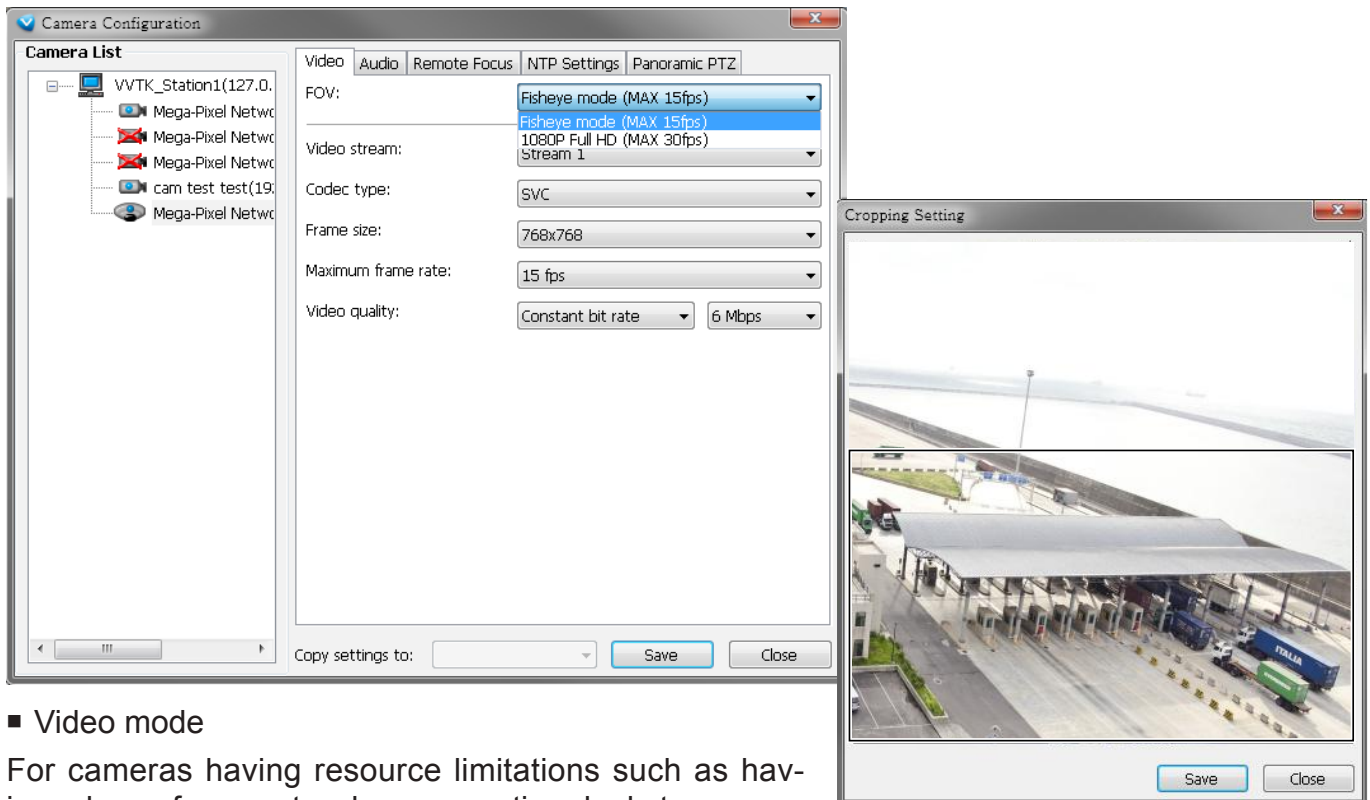 Camera Configuration
Camera List
VVTK_Station1(127.0.
Mega-Pixel Netwo
Mega-Pixel Netwo
Mega-Pixel Netwo
cam test test(19
Mega-Pixel Netwo
Video Audio Remote Focus NTP Settings Panoramic PTZ
FOV: Fisheye mode (MAX 15fps)
Fisheye mode (MAX 15fps)
1080P Full HD (MAX 30fps)
Video stream: Stream 1
Codec type: SVC
Frame size: 768x768
Maximum frame rate: 15 fps
Video quality: Constant bit rate 6 Mbps
Copy settings to: Save Close
Cropping Setting
ITALIA
Save Close
■ Video mode
For cameras having resource limitations such as hav-